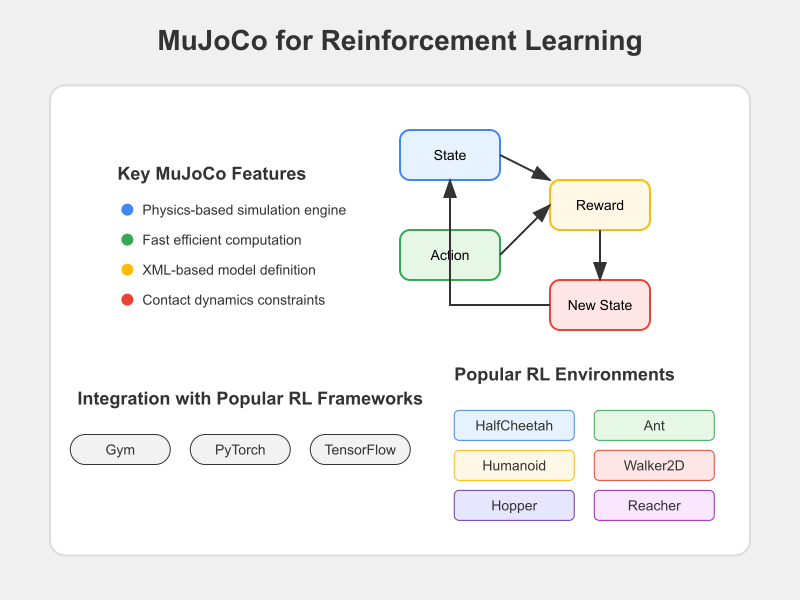 MuJoCo for Reinforcement Learning
Key MuJoCo Features
Physics-based simulation engine
Fast efficient computation
XML-based model definition
Contact dynamics constraints
State
Reward
Action
New State
Integration with Popular RL Frameworks
Gym
PyTorch
TensorFlow
Popular RL Environments
HalfCheetah
Ant
Humanoid
Walker2D
Hopper
Reacher